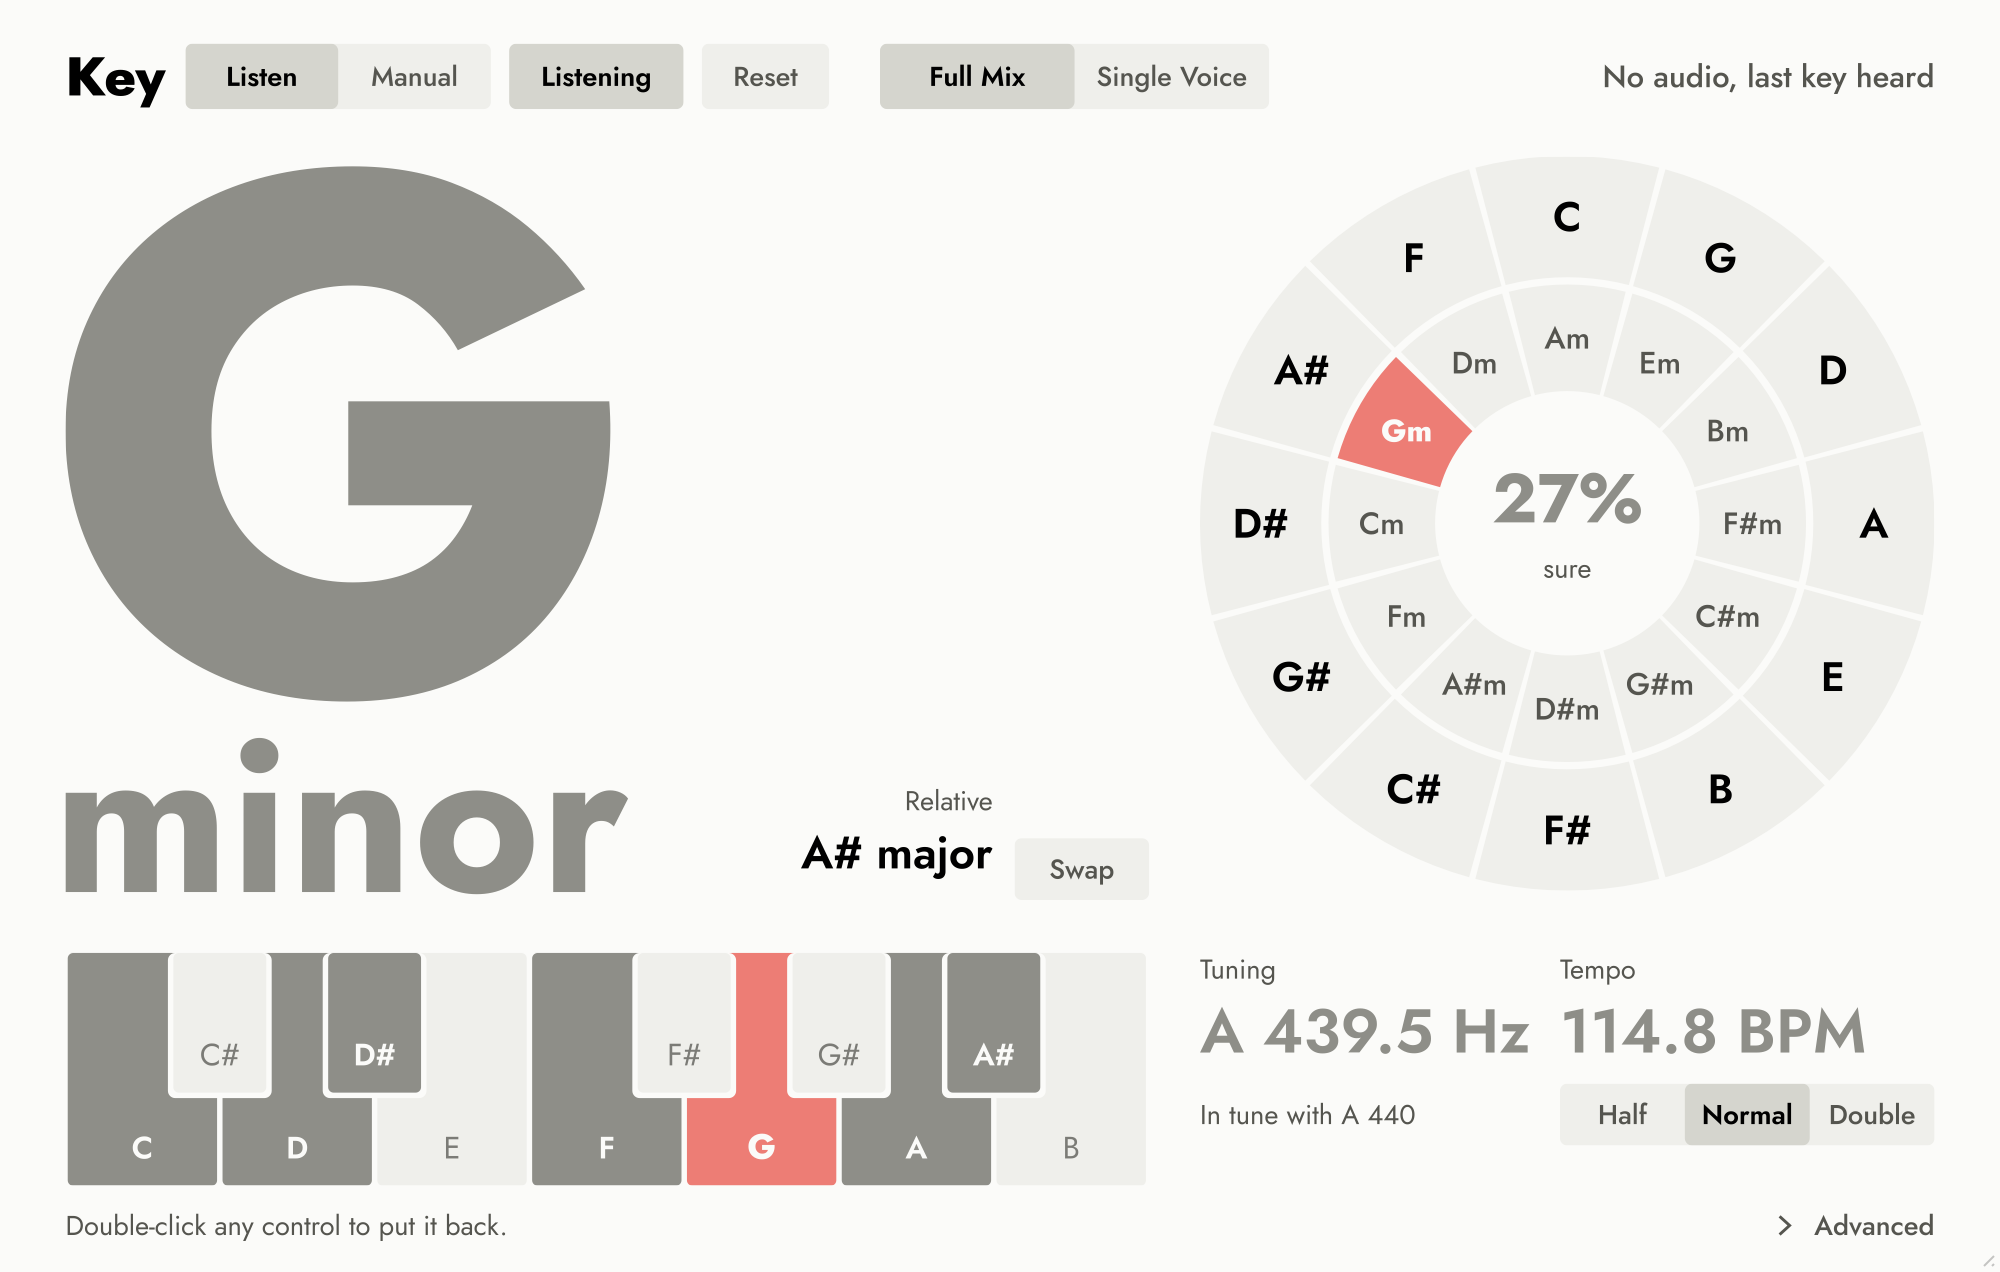 Key
Listen
Manual
Listening
Reset
Full Mix
Single Voice
No audio, last key heard
G
minor
Relative
A# major
Swap
C
G
D
A
E
B
F#
C#
G#
D#
A#
F
Am
Em
Bm
F#m
C#m
G#m
D#m
A#m
Fm
Cm
Gm
Dm
27%
sure
C#
D#
F#
G#
A#
C
D
E
F
G
A
B
Tuning
A 439.5 Hz
In tune with A 440
Tempo
114.8 BPM
Half
Normal
Double
Double-click any control to put it back.
Advanced